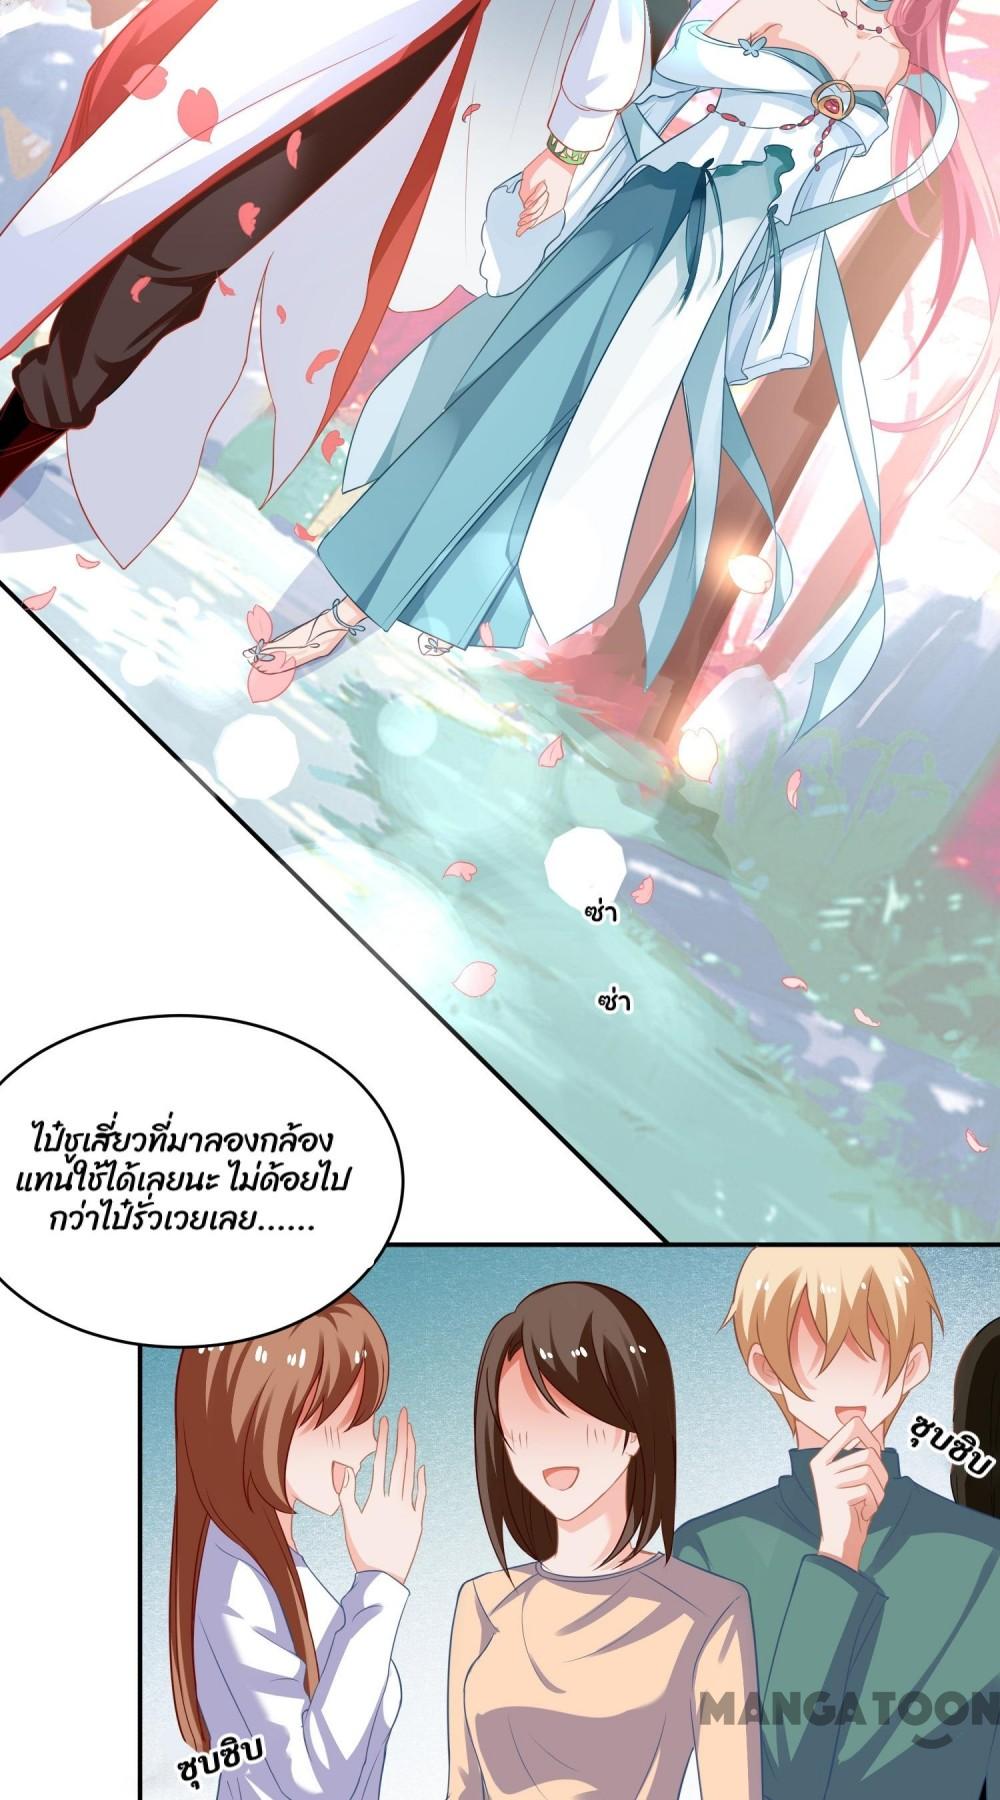 ซ่า
ซ่า
ไป๋ชูเสี่ยวที่มาลองกล้อง
แทนใช้ได้เลยนะ ไม่ด้อยไป
กว่าไป๋รั่วเวยเลย......
ซุบซิบ
MANGATOON
ซุบซิบ